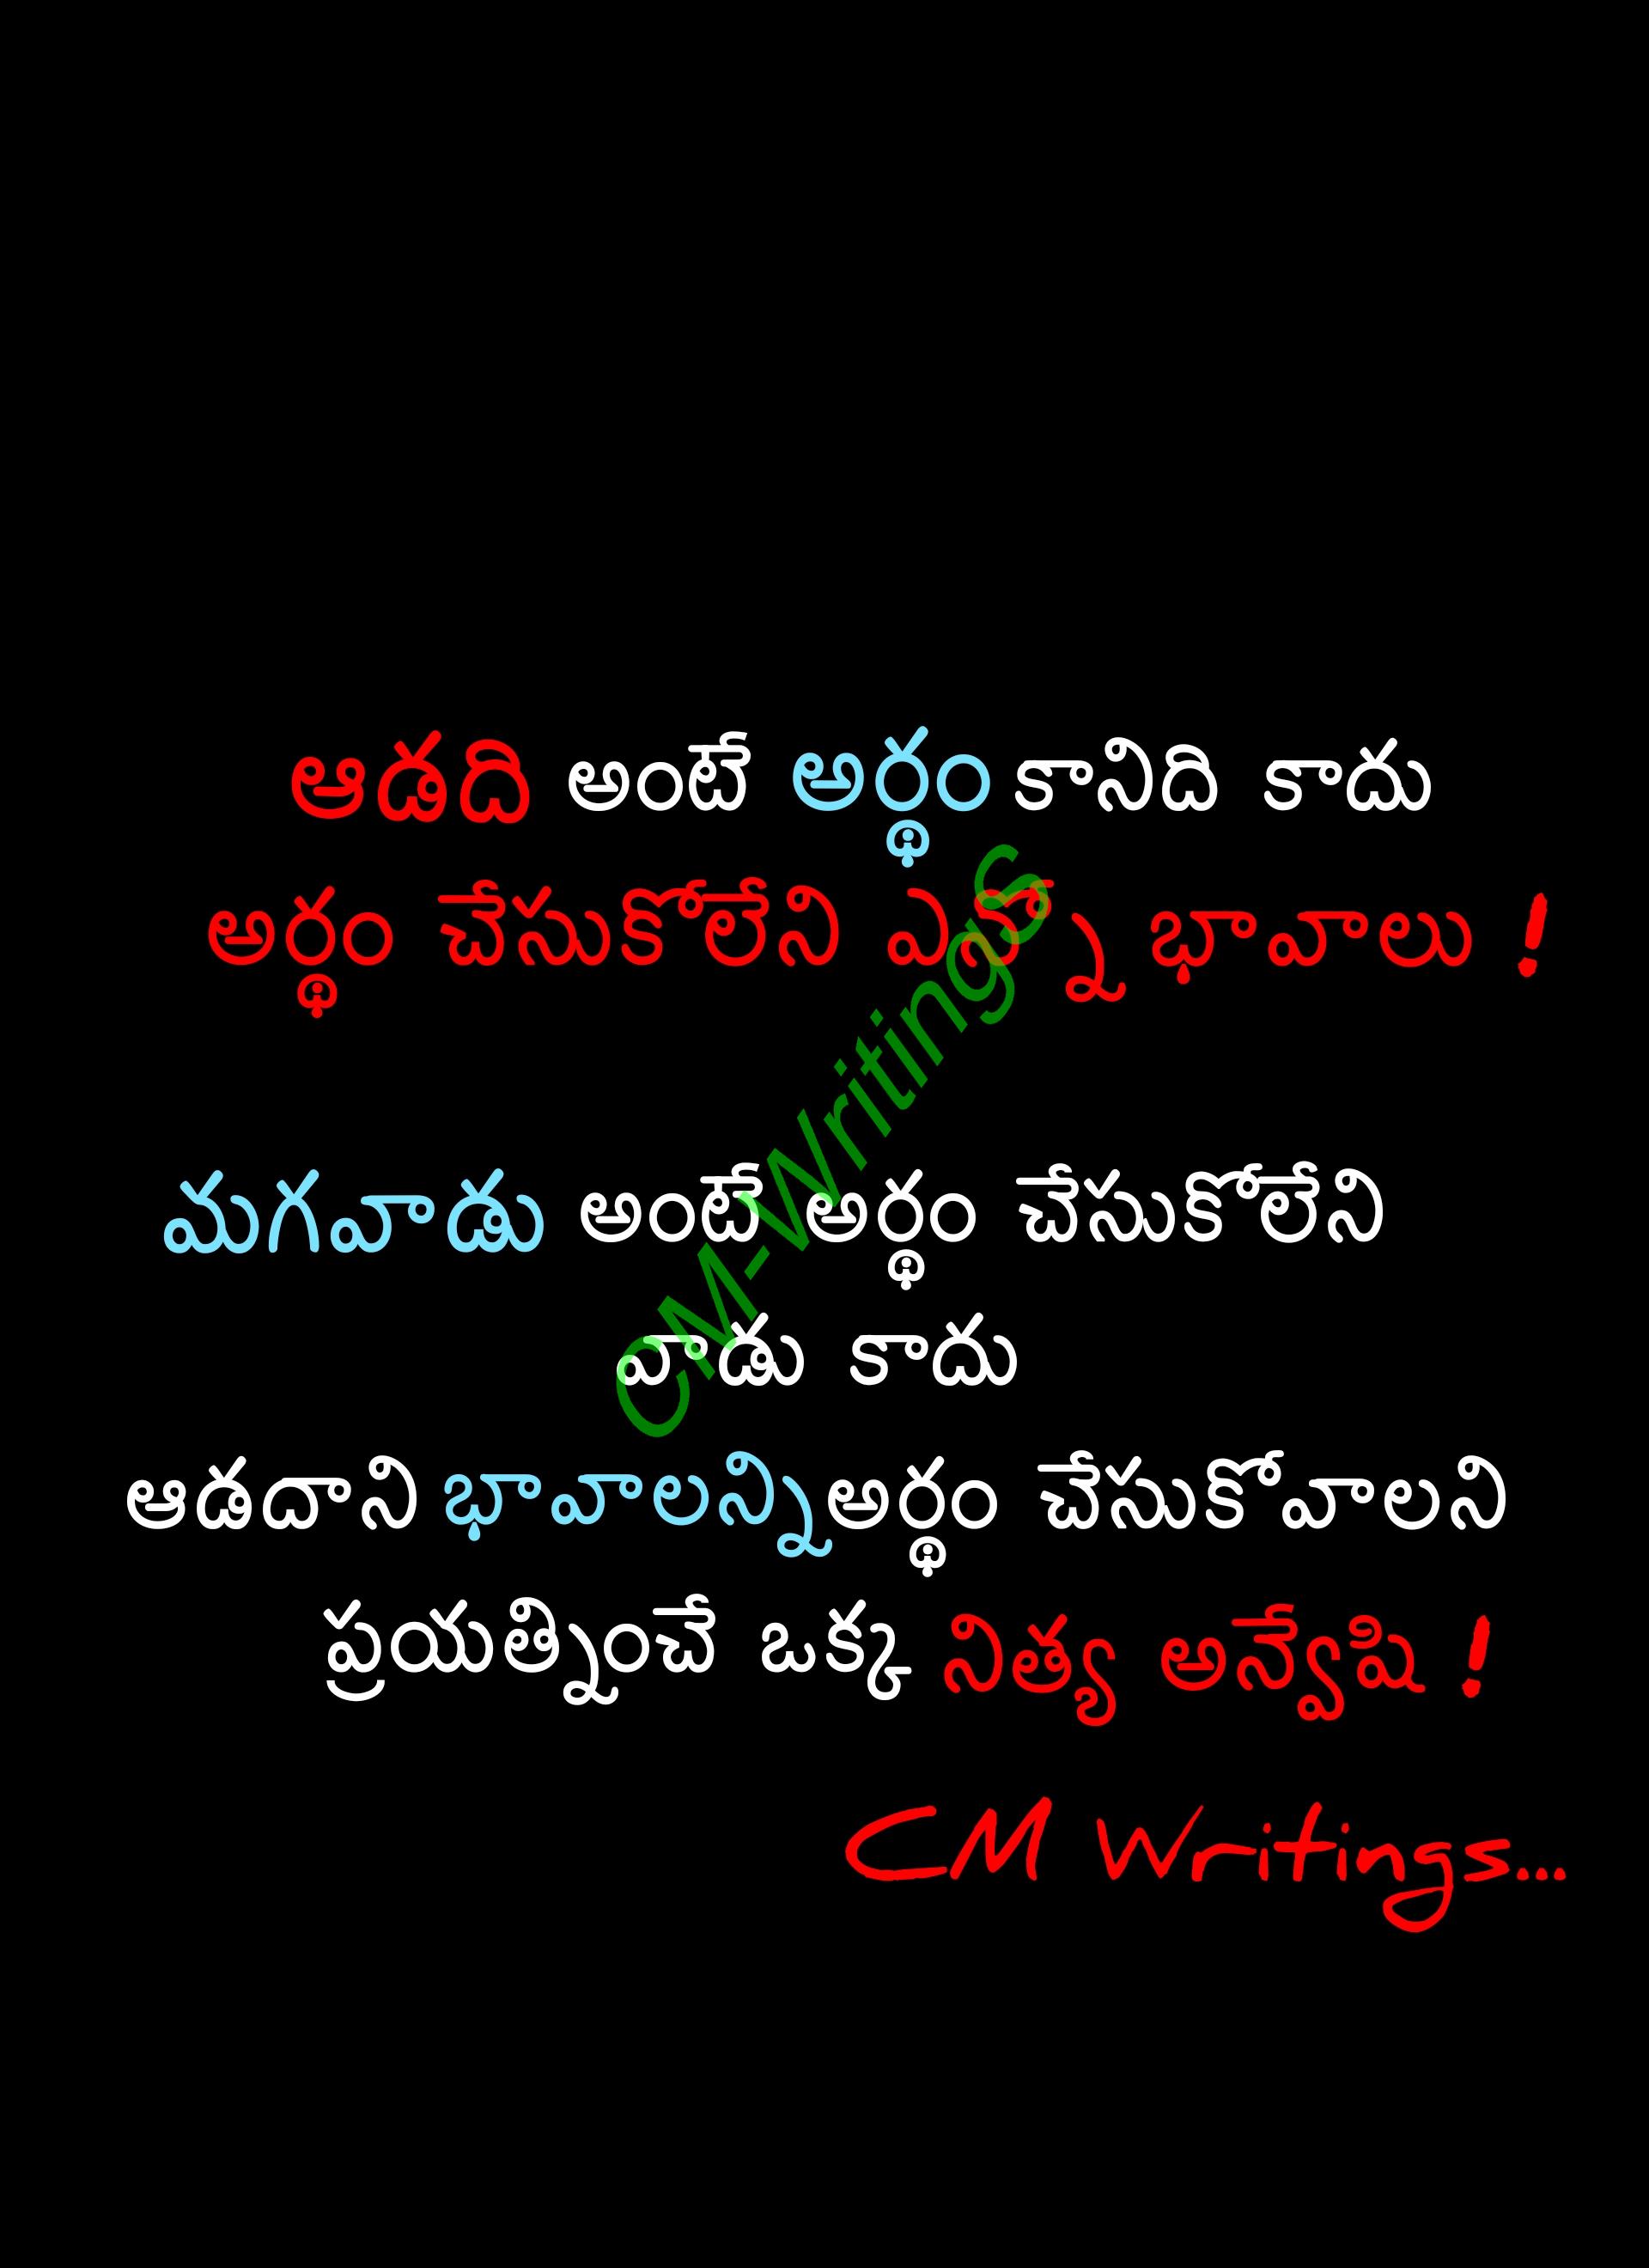 ఆడది అంటే అర్థం కానిది కాదు
అర్థం చేసుకోలేని ఎన్నో భావాలు !
మగవాడు అంటే అర్థం చేసుకోలేని
వాడు కాదు
ఆడదాని భావాలన్ని అర్థం చేసుకోవాలని
ప్రయత్నించే ఒక్క నిత్య అన్వేషి !
CM-Writings
CM Writings...